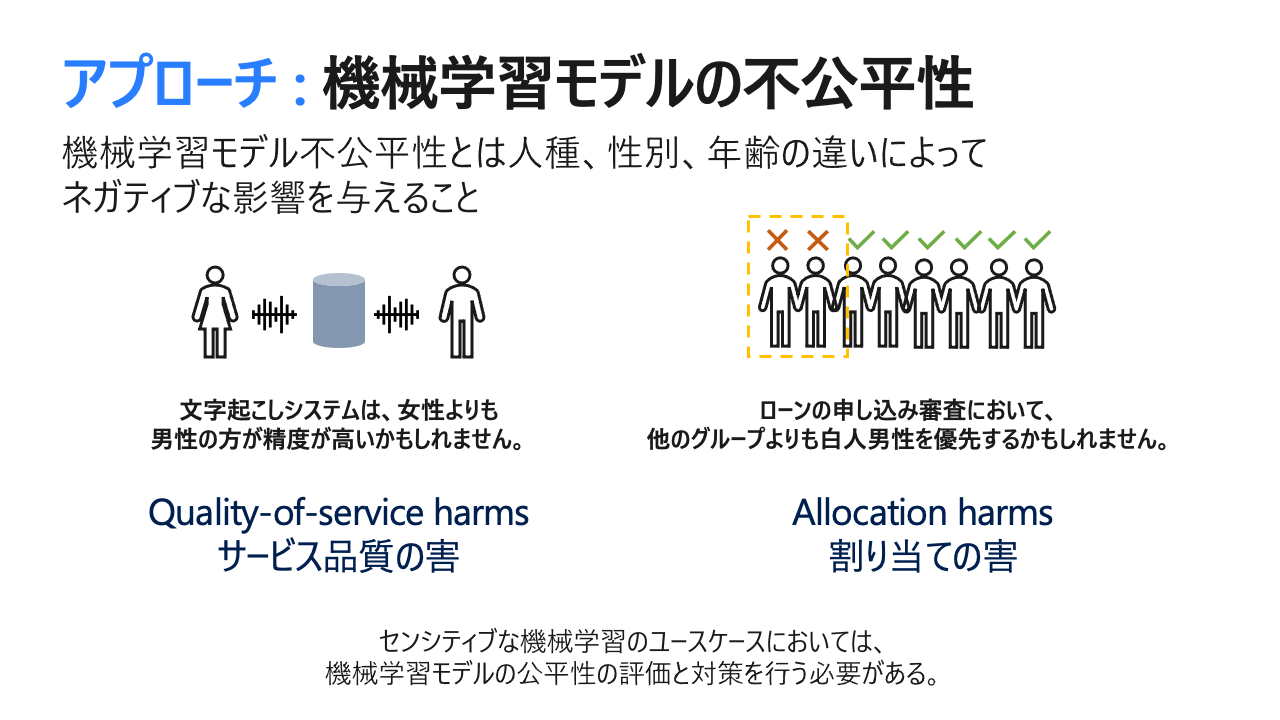 アプローチ : 機械学習モデルの不公平性
機械学習モデル不公平性とは人種、性別、年齢の違いによって
ネガティブな影響を与えること
文字起こしシステムは、女性よりも
男性の方が精度が高いかもしれません。
Quality-of-service harms
サービス品質の害
ローンの申し込み審査において、
他のグループよりも白人男性を優先するかもしれません。
Allocation harms
割り当ての害
センシティブな機械学習のユースケースにおいては、
機械学習モデルの公平性の評価と対策を行う必要がある。